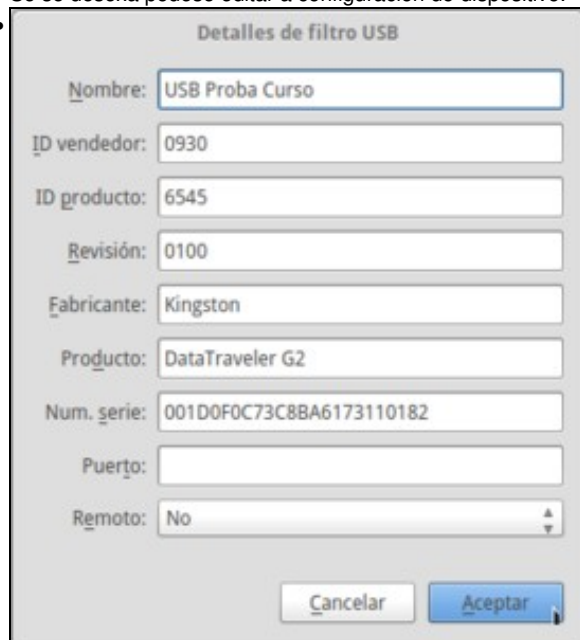 Detalles de filtro USB
Nombre: USB Proba Curso
ID vendedor: 0930
ID producto: 6545
Revisión: 0100
Fabricante: Kingston
Producto: DataTraveler G2
Num. serie: 001D0F0C73C8BA6173110182
Puerto:
Remoto: No
Cancelar Aceptar